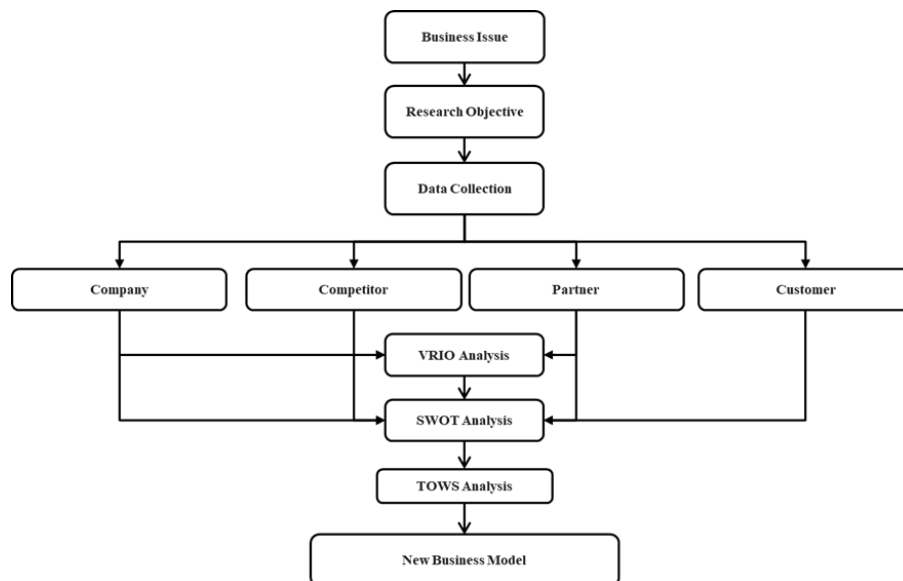 Business Issue
Research Objective
Data Collection
Company
Competitor
Partner
Customer
VRIO Analysis
SWOT Analysis
TOWS Analysis
New Business Model